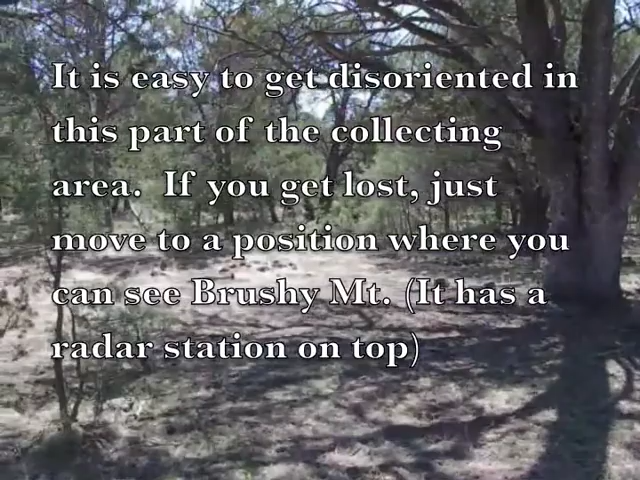 It is easy to get disoriented in
this part of the collecting
area.  If you get lost, just
move to a position where you
can see Brushy Mt. (It has a
radar station on top)